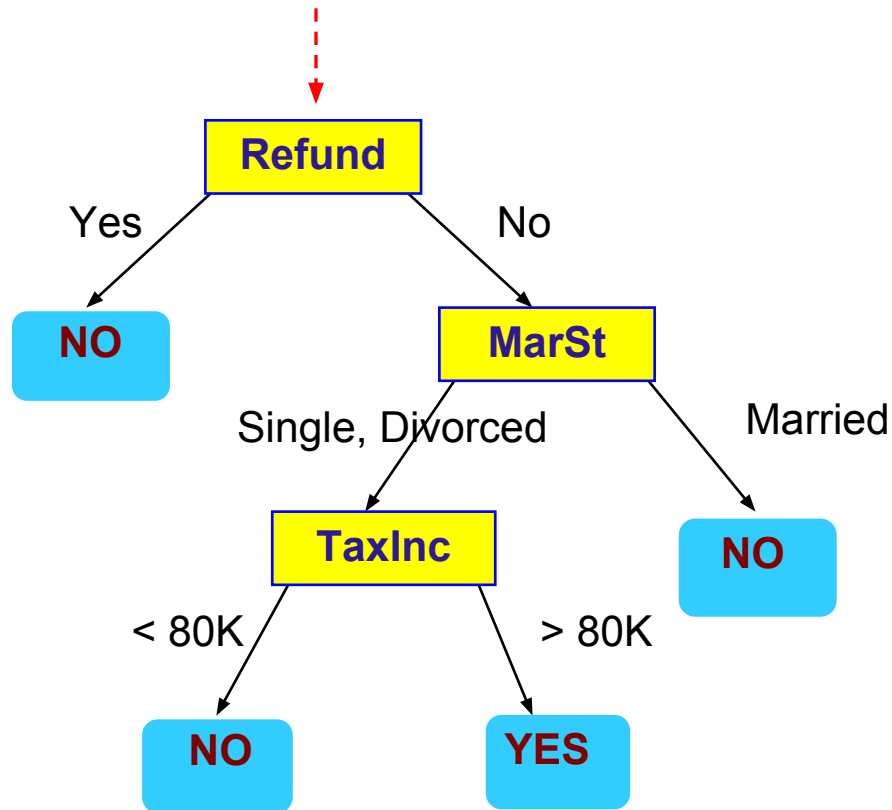 Refund
Yes
No
NO
MarSt
Single, Divorced
Married
TaxInc
NO
< 80K
> 80K
NO
YES